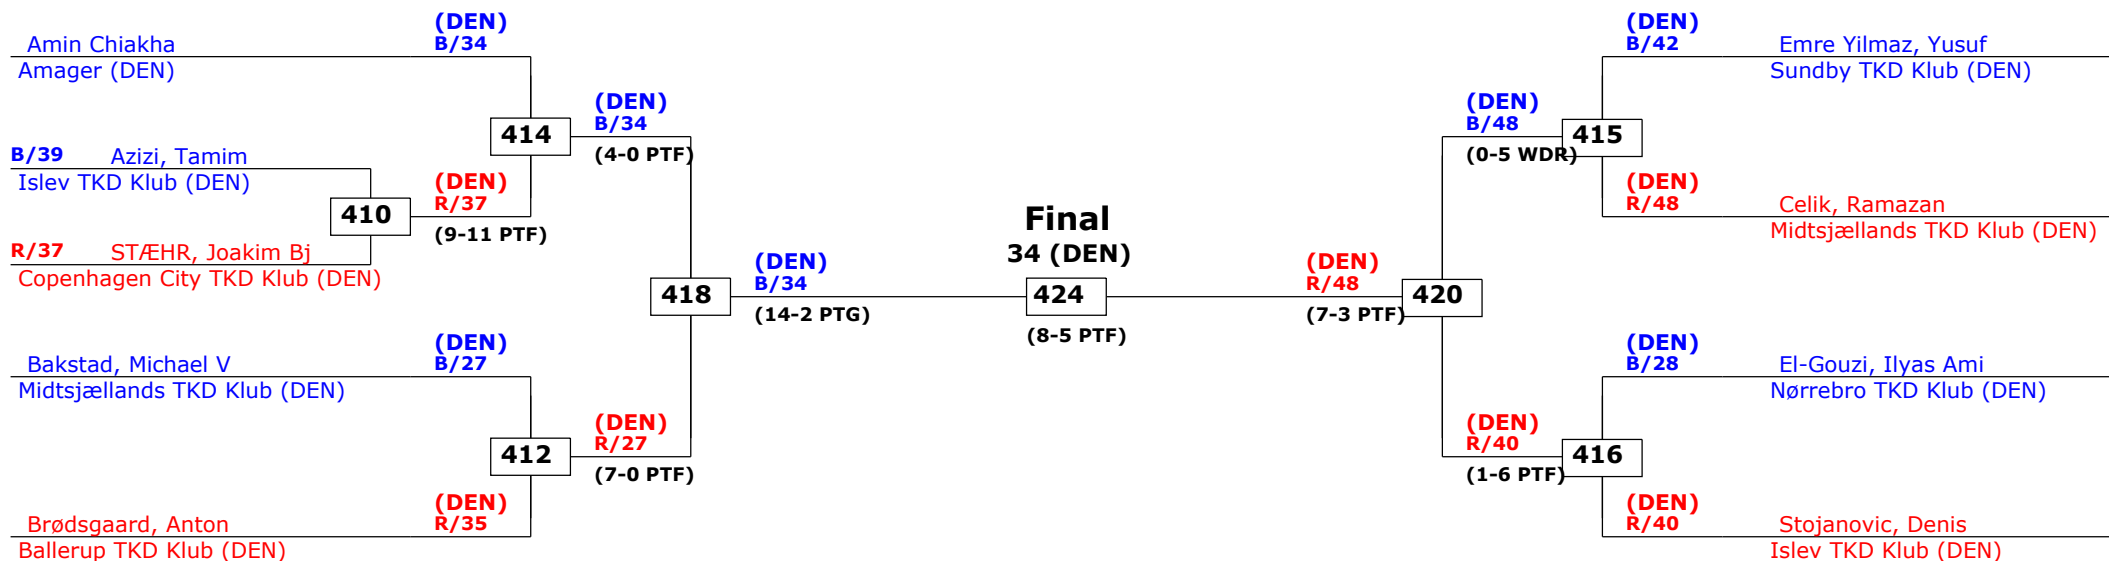 (DEN)
B/34
Amin Chiakha
Amager (DEN)
414
(DEN)
B/34
(4-0 PTF)
B/39 Azizi, Tamim
Islev TKD Klub (DEN)
410
(DEN)
R/37
(9-11 PTF)
R/37 STÆHR, Joakim Bj
Copenhagen City TKD Klub (DEN)
418
(DEN)
B/34
(14-2 PTG)
(DEN)
B/27
Bakstad, Michael V
Midtsjællands TKD Klub (DEN)
412
(DEN)
R/27
(7-0 PTF)
(DEN)
R/35
Brødsgaard, Anton
Ballerup TKD Klub (DEN)
Final
34 (DEN)
424
(8-5 PTF)
(DEN)
R/48
(7-3 PTF)
420
(DEN)
B/48
(0-5 WDR)
415
(DEN)
B/42
Emre Yilmaz, Yusuf
Sundby TKD Klub (DEN)
(DEN)
R/48
Celik, Ramazan
Midtsjællands TKD Klub (DEN)
(DEN)
B/28
El-Gouzi, Ilyas Ami
Nørrebro TKD Klub (DEN)
(DEN)
R/40
(1-6 PTF)
416
(DEN)
R/40
Stojanovic, Denis
Islev TKD Klub (DEN)